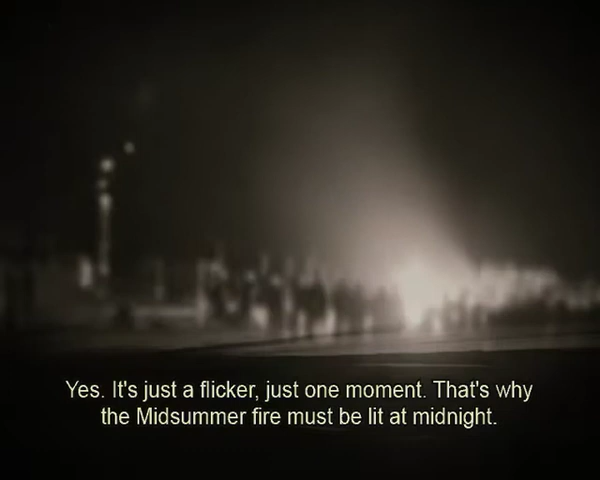 Yes. It's just a flicker, just one moment. That's why
the Midsummer fire must be lit at midnight.